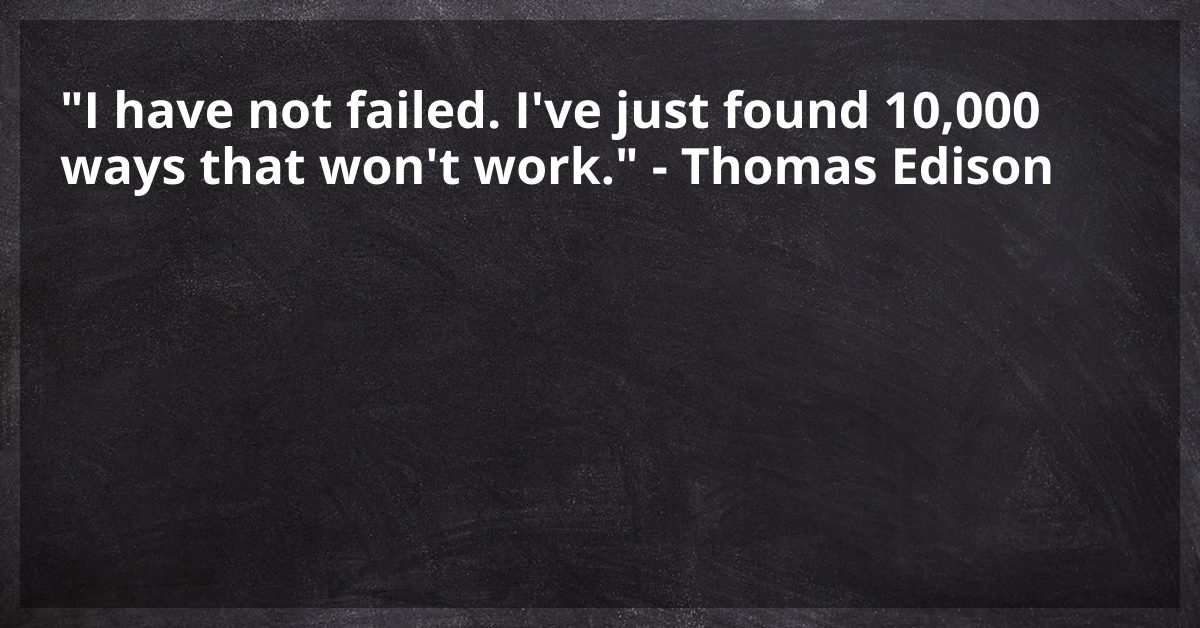 "I have not failed. I've just found 10,000
ways that won't work." - Thomas Edison